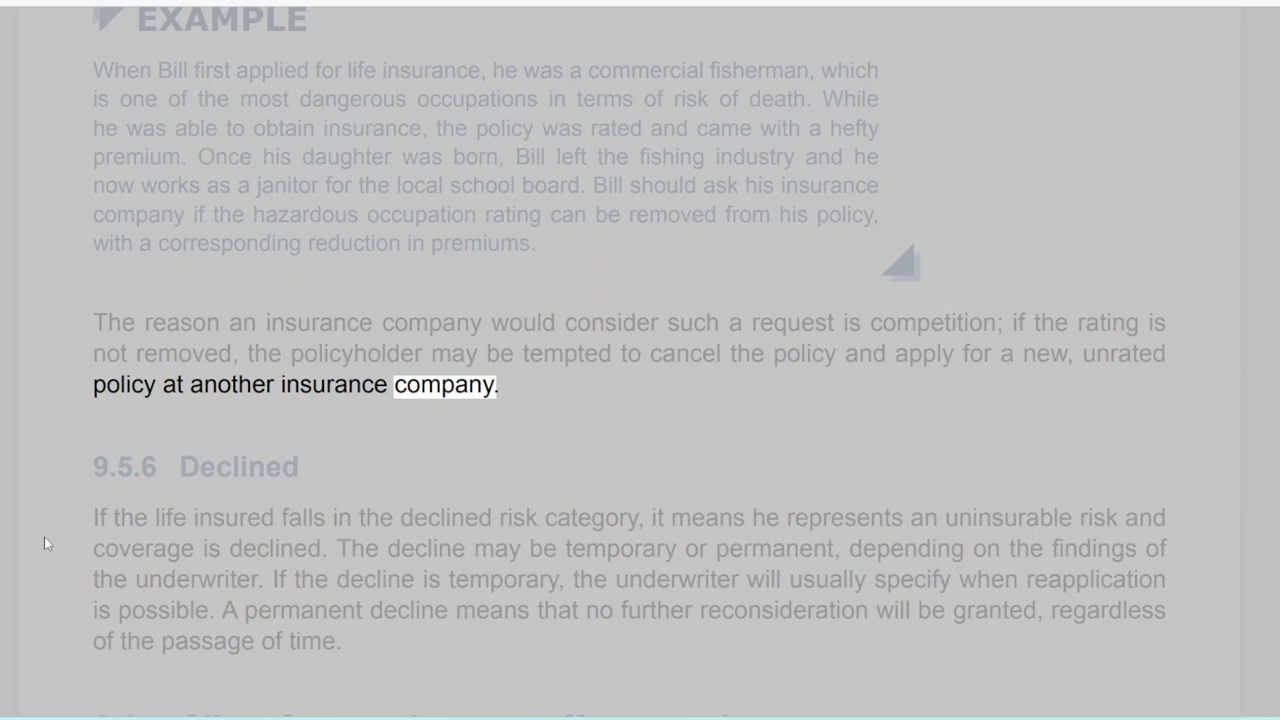 EXAMPLE
When Bill first applied for life insurance, he was a commercial fisherman, which
is one of the most dangerous occupations in terms of risk of death. While
he was able to obtain insurance, the policy was rated and came with a hefty
premium. Once his daughter was born, Bill left the fishing industry and he
now works as a janitor for the local school board. Bill should ask his insurance
company if the hazardous occupation rating can be removed from his policy,
with a corresponding reduction in premiums.
The reason an insurance company would consider such a request is competition; if the rating is
not removed, the policyholder may be tempted to cancel the policy and apply for a new, unrated
policy at another insurance company.
9.5.6 Declined
If the life insured falls in the declined risk category, it means he represents an uninsurable risk and
coverage is declined. The decline may be temporary or permanent, depending on the findings of
the underwriter. If the decline is temporary, the underwriter will usually specify when reapplication
is possible. A permanent decline means that no further reconsideration will be granted, regardless
of the passage of time.